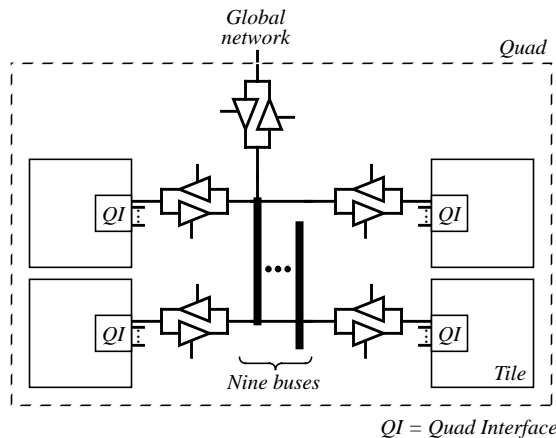 Global
network
Quad
QI
QI
QI
QI
Nine buses
Tile
QI = Quad Interface